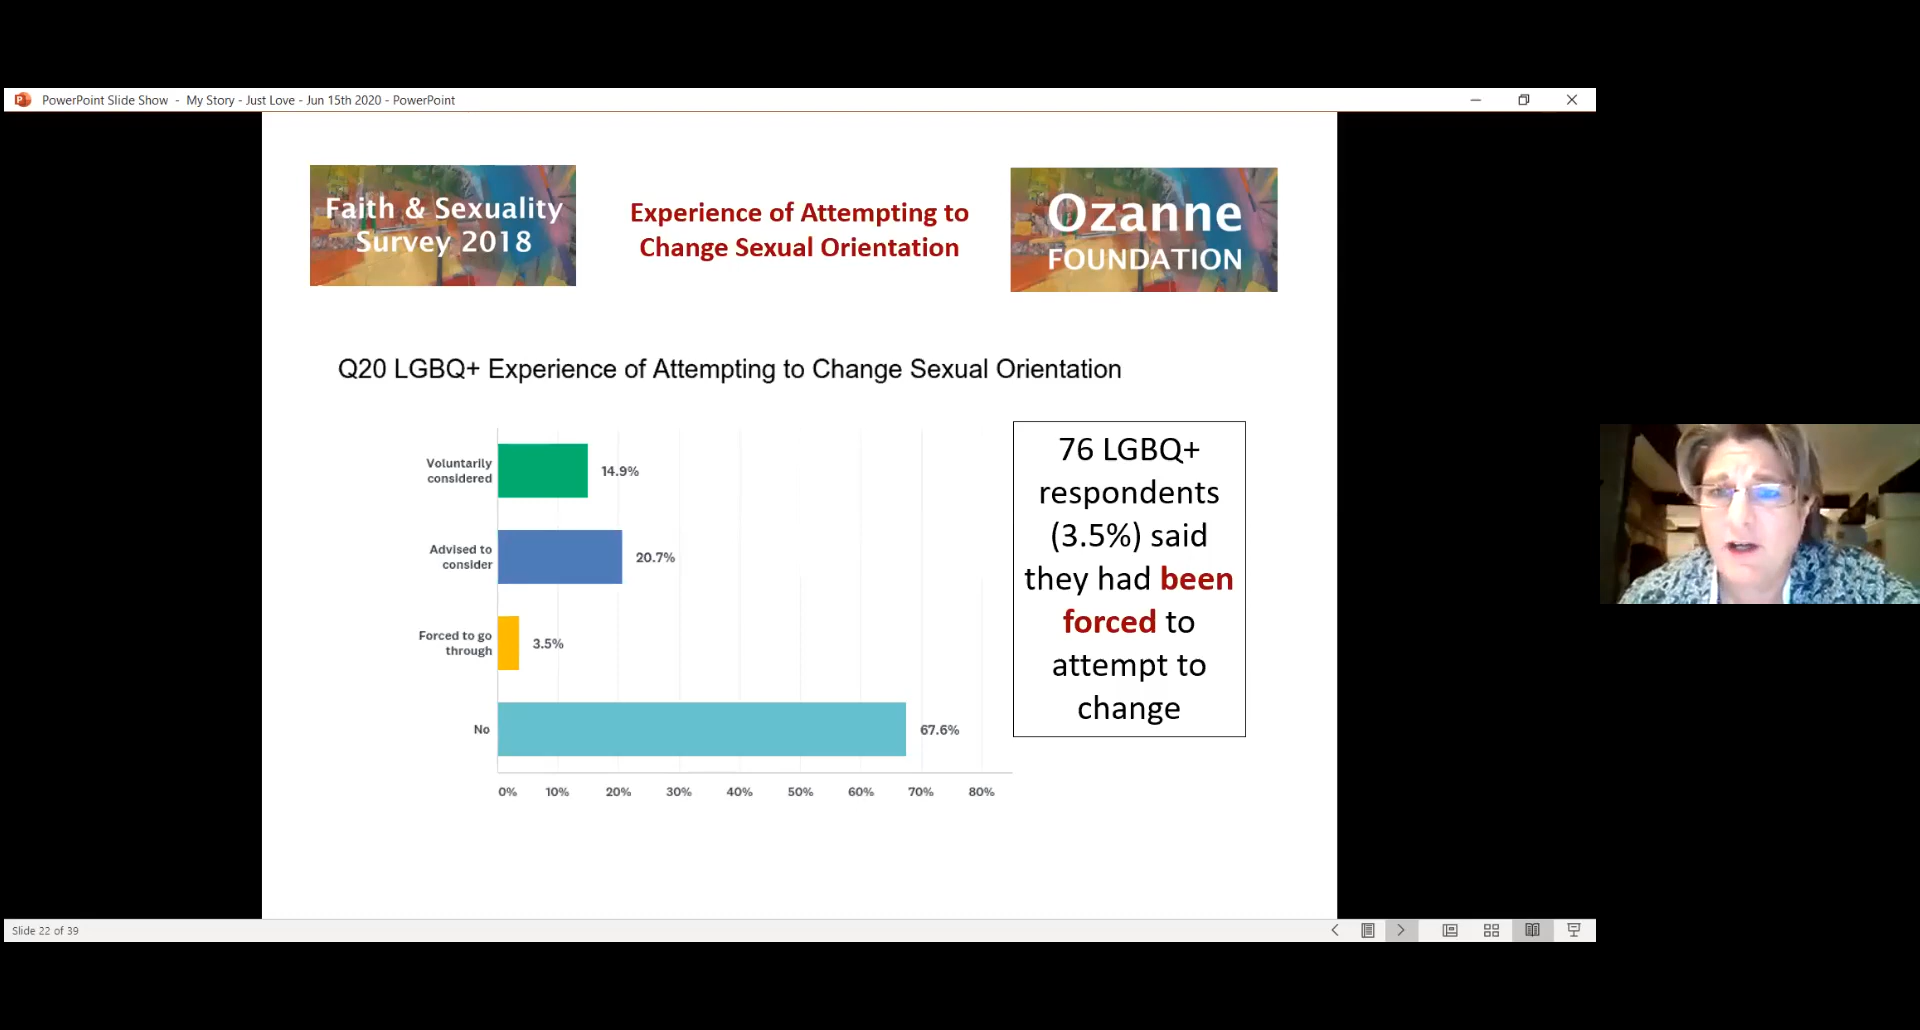 PowerPoint Slide Show - My Story - Just Love - Jun 15th 2020 - PowerPoint
Faith & Sexuality
Survey 2018
Experience of Attempting to
Change Sexual Orientation
Ozanne
FOUNDATION
Q20 LGBQ+ Experience of Attempting to Change Sexual Orientation
Voluntarily
considered
14.9%
Advised to
consider
20.7%
Forced to go
through
3.5%
No
67.6%
0% 10% 20% 30% 40% 50% 60% 70% 80%
76 LGBQ+
respondents
(3.5%) said
they had been
forced to
attempt to
change
Slide 22 of 39